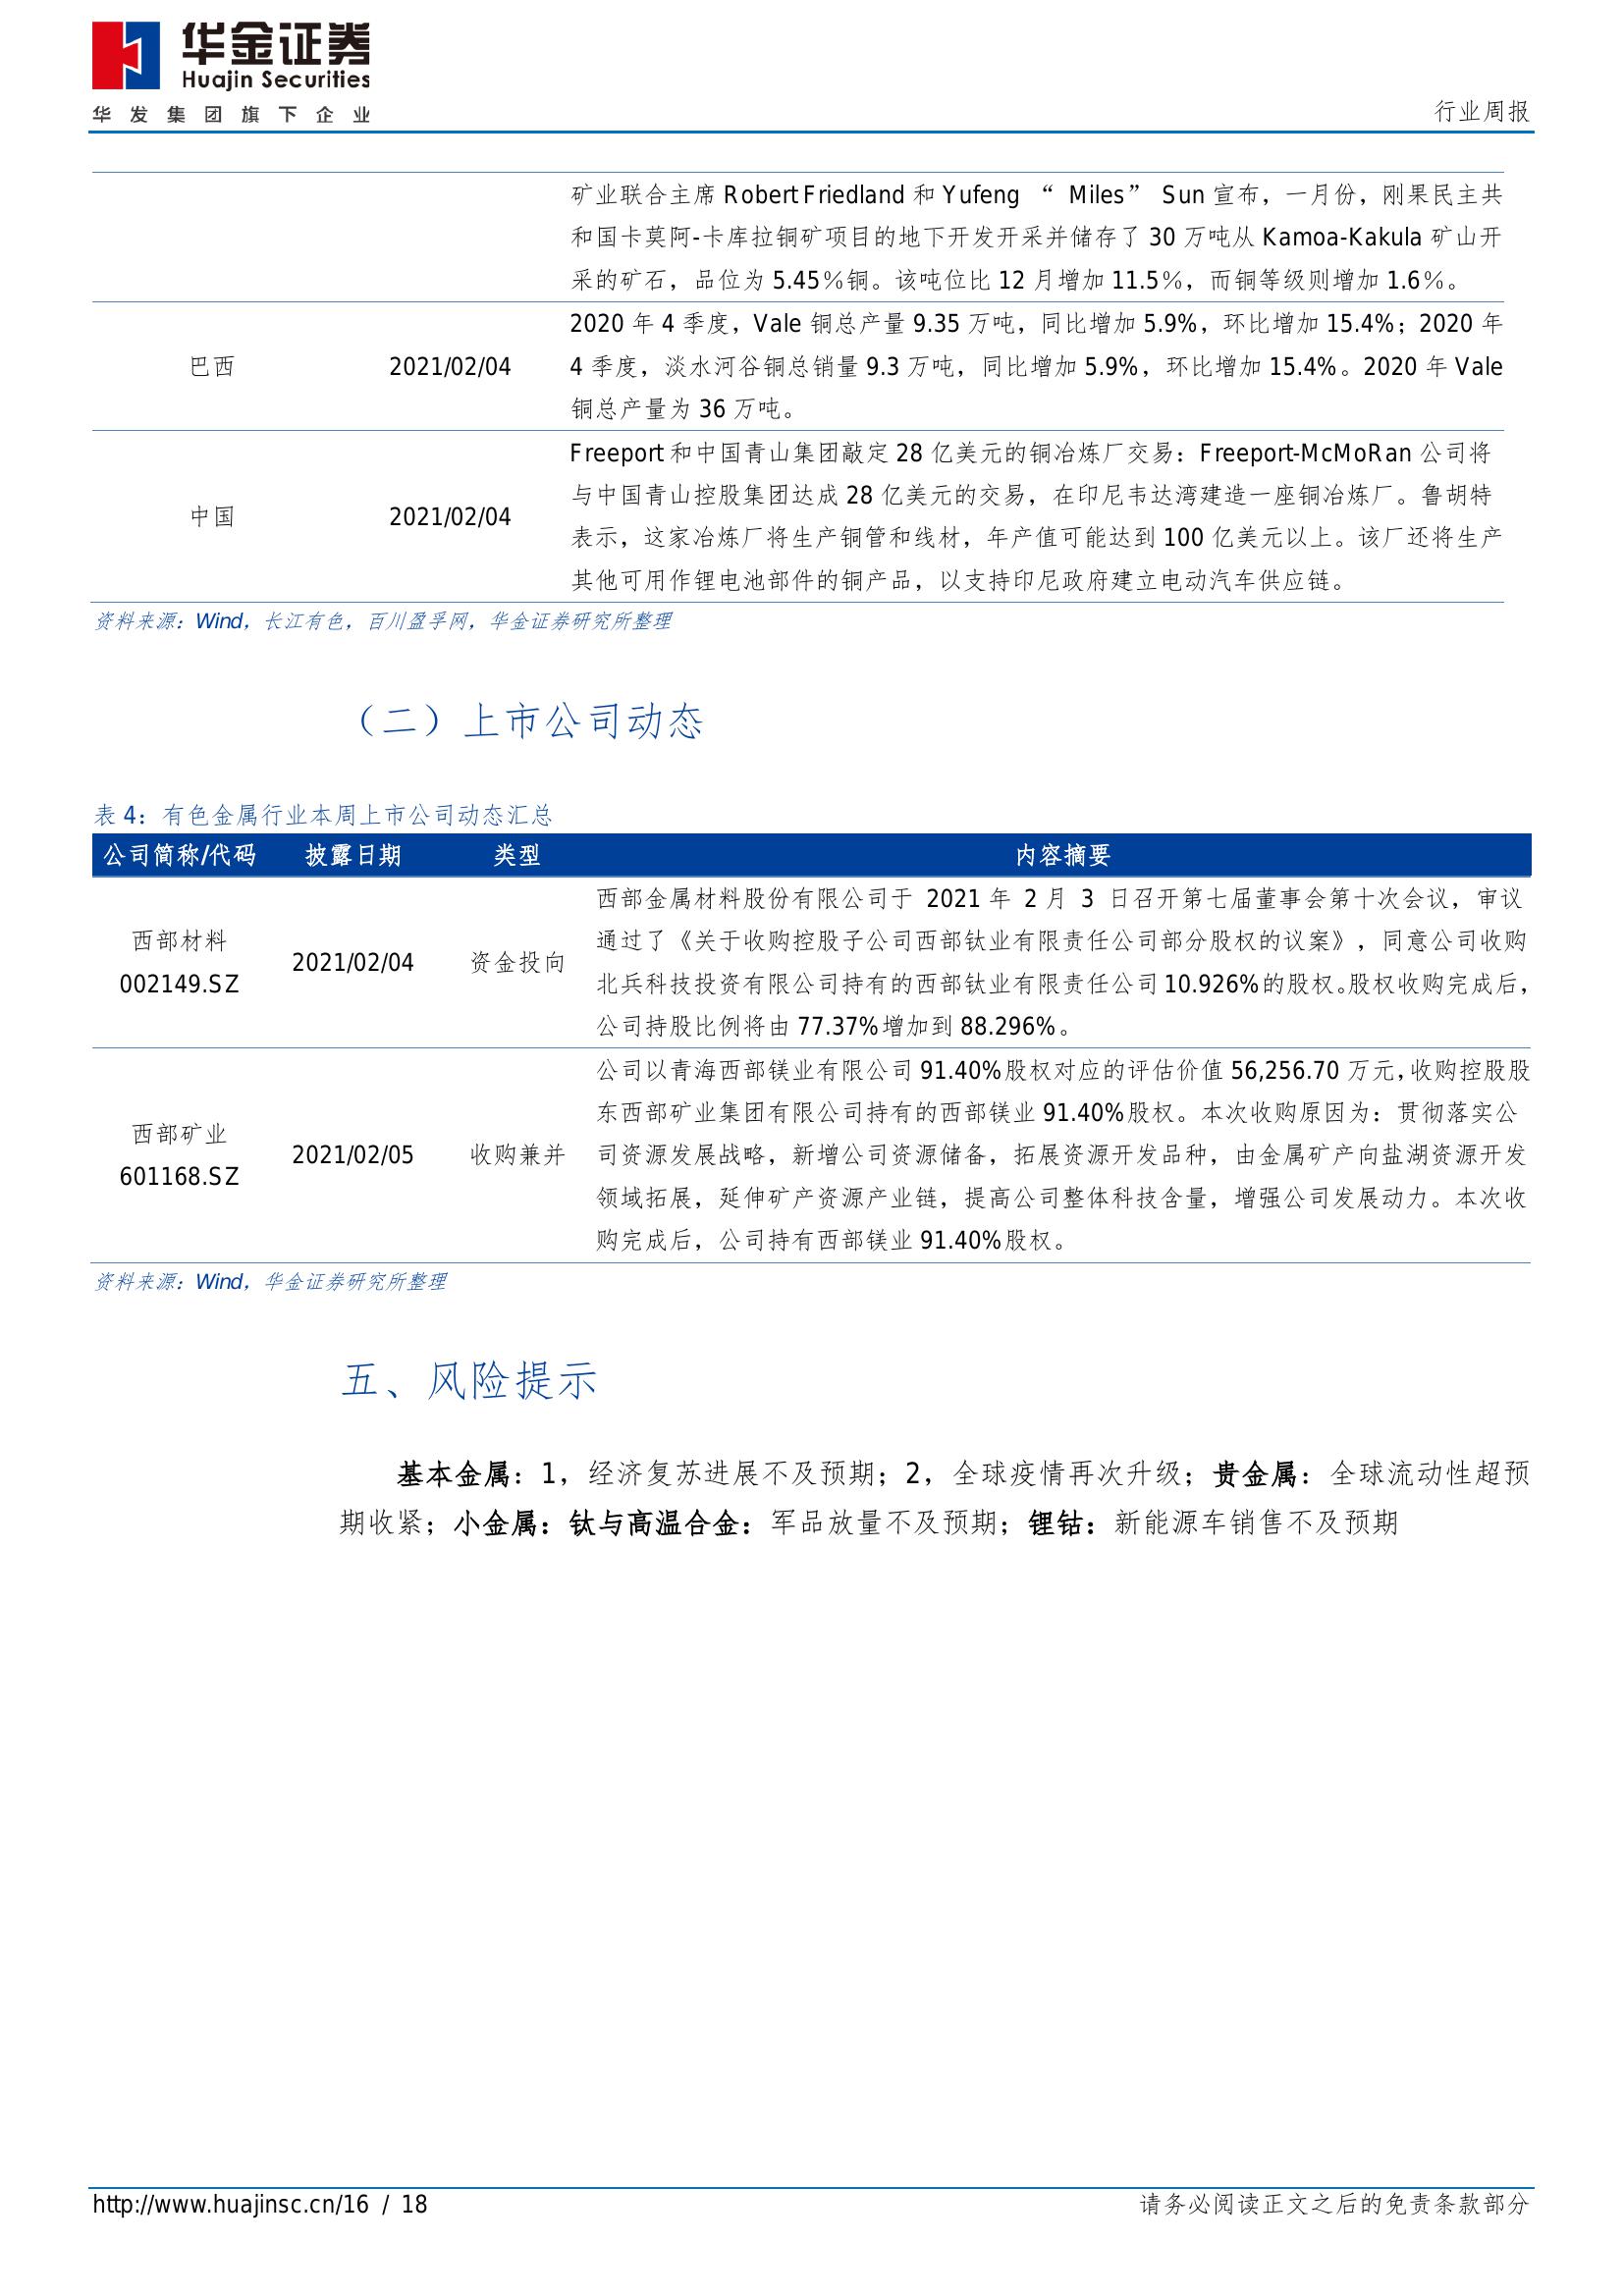 华金证券
Huajin Securities
华发集团旗下企业
行业周报
矿业联合主席 Robert Friedland 和 Yufeng “ Miles” Sun 宣布，一月份，刚果民主共
和国卡莫阿-卡库拉铜矿项目的地下开发开采并储存了 30 万吨从 Kamoa-Kakula 矿山开
采的矿石，品位为 5.45％铜。该吨位比 12 月增加 11.5％，而铜等级则增加 1.6％。
2020 年 4 季度，Vale 铜总产量 9.35 万吨，同比增加 5.9%，环比增加 15.4%；2020 年
巴西 2021/02/04 4 季度，淡水河谷铜总销量 9.3 万吨，同比增加 5.9%，环比增加 15.4%。2020 年 Vale
铜总产量为 36 万吨。
Freeport 和中国青山集团敲定 28 亿美元的铜冶炼厂交易：Freeport-McMoRan 公司将
与中国青山控股集团达成 28 亿美元的交易，在印尼韦达湾建造一座铜冶炼厂。鲁胡特
中国 2021/02/04
表示，这家冶炼厂将生产铜管和线材，年产值可能达到 100 亿美元以上。该厂还将生产
其他可用作锂电池部件的铜产品，以支持印尼政府建立电动汽车供应链。
资料来源：Wind，长江有色，百川盈孚网，华金证券研究所整理
（二）上市公司动态
表 4：有色金属行业本周上市公司动态汇总
公司简称/代码 披露日期 类型 内容摘要
西部金属材料股份有限公司于 2021 年 2 月 3 日召开第七届董事会第十次会议，审议
西部材料 通过了《关于收购控股子公司西部钛业有限责任公司部分股权的议案》，同意公司收购
2021/02/04 资金投向
002149.SZ 北兵科技投资有限公司持有的西部钛业有限责任公司 10.926%的股权。股权收购完成后，
公司持股比例将由 77.37%增加到 88.296%。
公司以青海西部镁业有限公司 91.40%股权对应的评估价值 56,256.70 万元，收购控股股
东西部矿业集团有限公司持有的西部镁业 91.40%股权。本次收购原因为：贯彻落实公
西部矿业
2021/02/05 收购兼并 司资源发展战略，新增公司资源储备，拓展资源开发品种，由金属矿产向盐湖资源开发
601168.SZ
领域拓展，延伸矿产资源产业链，提高公司整体科技含量，增强公司发展动力。本次收
购完成后，公司持有西部镁业 91.40%股权。
资料来源：Wind，华金证券研究所整理
五、风险提示
基本金属：1，经济复苏进展不及预期；2，全球疫情再次升级；贵金属：全球流动性超预
期收紧；小金属：钛与高温合金：军品放量不及预期；锂钴：新能源车销售不及预期
http://www.huajinsc.cn/16 / 18
请务必阅读正文之后的免责条款部分